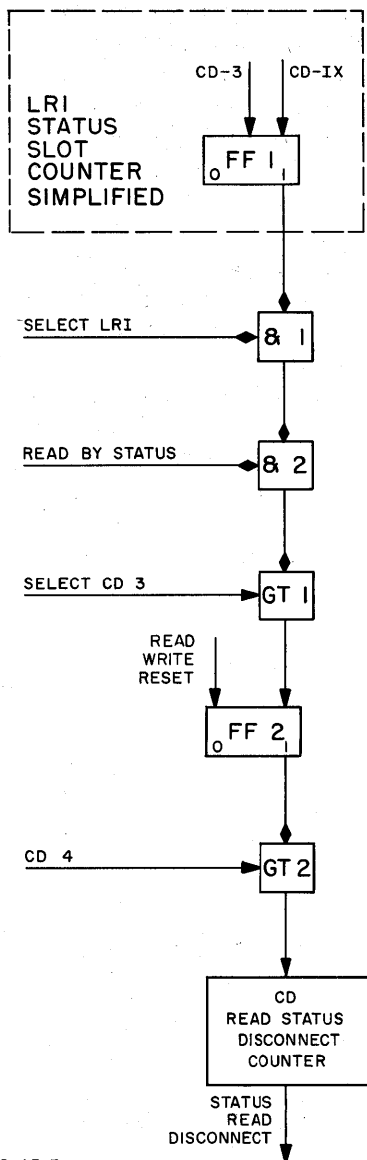 CD-3
CD-IX
LRI
STATUS
SLOT
COUNTER
SIMPLIFIED
0 FF 1 1
SELECT LRI
& 1
READ BY STATUS
& 2
SELECT CD 3
GT 1
READ
WRITE
RESET
0 FF 2 1
CD 4
GT 2
CD
READ STATUS
DISCONNECT
COUNTER
STATUS
READ
DISCONNECT